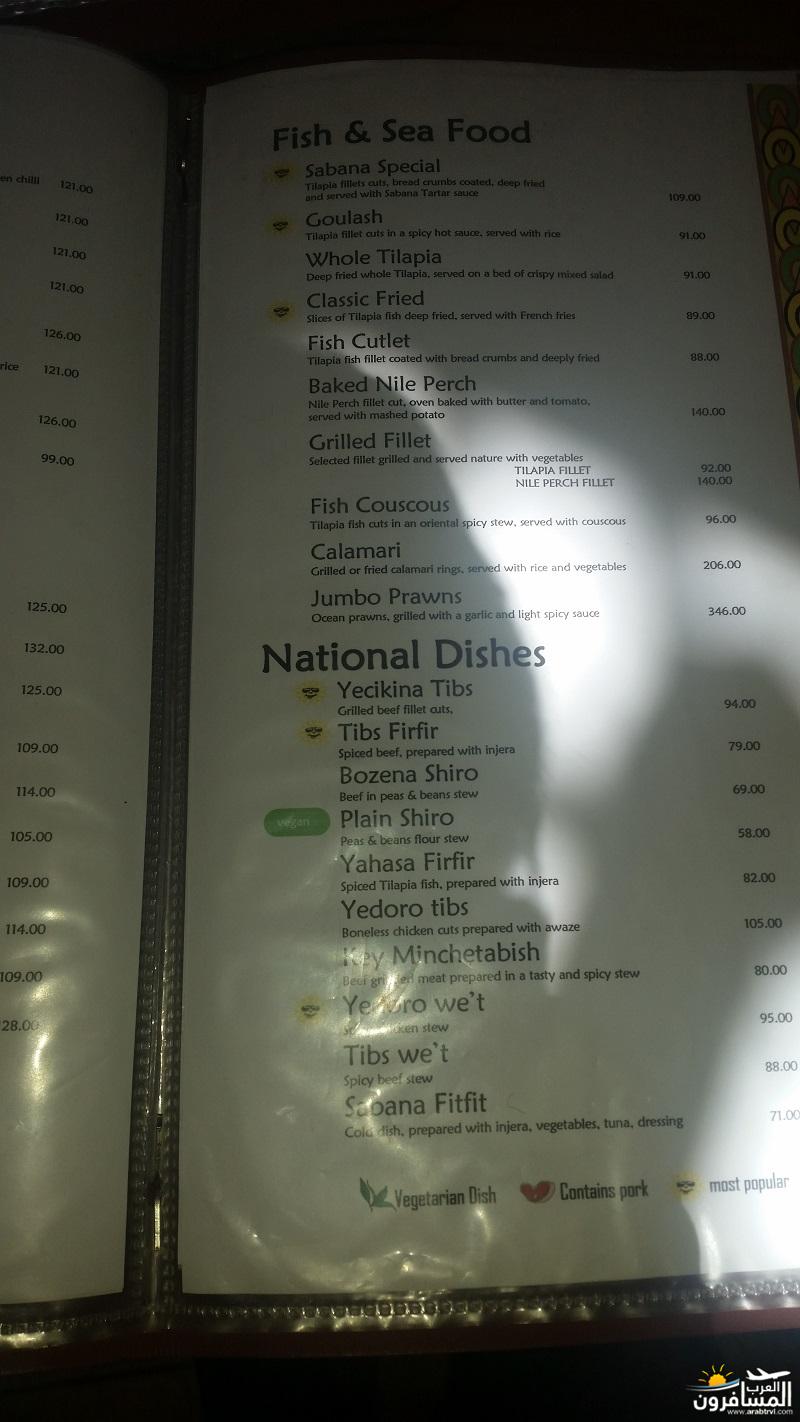 en chilli 121.00
121.00
121.00
121.00
126.00
rice 121.00
126.00
99.00
125.00
132.00
125.00
109.00
114.00
105.00
109.00
114.00
109.00
28.00
Fish & Sea Food
Sabana Special
Tilapia fillets cuts, bread crumbs coated, deep fried
and served with Sabana Tartar sauce 109.00
Goulash
Tilapia fillet cuts in a spicy hot sauce, served with rice 91.00
Whole Tilapia
Deep fried whole Tilapia, served on a bed of crispy mixed salad 91.00
Classic Fried
Slices of Tilapia fish deep fried, served with French fries 89.00
Fish Cutlet
Tilapia fish fillet coated with bread crumbs and deeply fried 88.00
Baked Nile Perch
Nile Perch fillet cut, oven baked with butter and tomato,
served with mashed potato 140.00
Grilled Fillet
Selected fillet grilled and served nature with vegetables
TILAPIA FILLET 92.00
NILE PERCH FILLET 140.00
Fish Couscous
Tilapia fish cuts in an oriental spicy stew, served with couscous 96.00
Calamari
Grilled or fried calamari rings, served with rice and vegetables 206.00
Jumbo Prawns
Ocean prawns, grilled with a garlic and light spicy sauce 346.00
National Dishes
Yecikina Tibs
Grilled beef fillet cuts, 94.00
Tibs Firfir
Spiced beef, prepared with injera 79.00
Bozena Shiro
Beef in peas & beans stew 69.00
vegan Plain Shiro
Peas & beans flour stew 58.00
Yahasa Firfir
Spiced Tilapia fish, prepared with injera 82.00
Yedoro tibs
Boneless chicken cuts prepared with awaze 105.00
Key Minchetabish
Beef meat prepared in a tasty and spicy stew 80.00
Yedoro we't
stew 95.00
Tibs we't
Spicy beef stew 88.00
Sabana Fitfit
Cold dish, prepared with injera, vegetables, tuna, dressing 71.00
Vegetarian Dish Contains pork most popular
العرب
المسافرون
www.arabtrvl.com